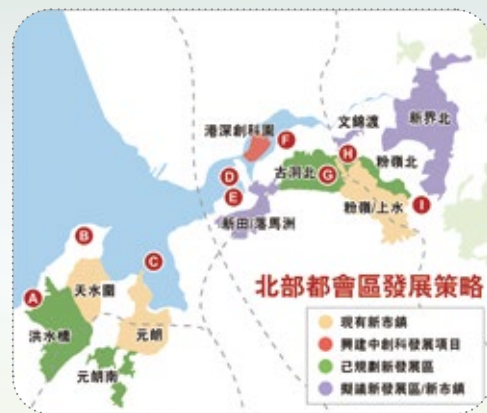 新界北
文錦渡
港深創科園
F
H
粉嶺北
古洞北
G
D
E
I
新田/落馬洲
粉嶺/上水
B
C
天水圍
A
洪水橋
元朗
元朗南
北部都會區發展策略
現有新市鎮
興建中創科發展項目
已規劃新發展區
擬議新發展區/新市鎮